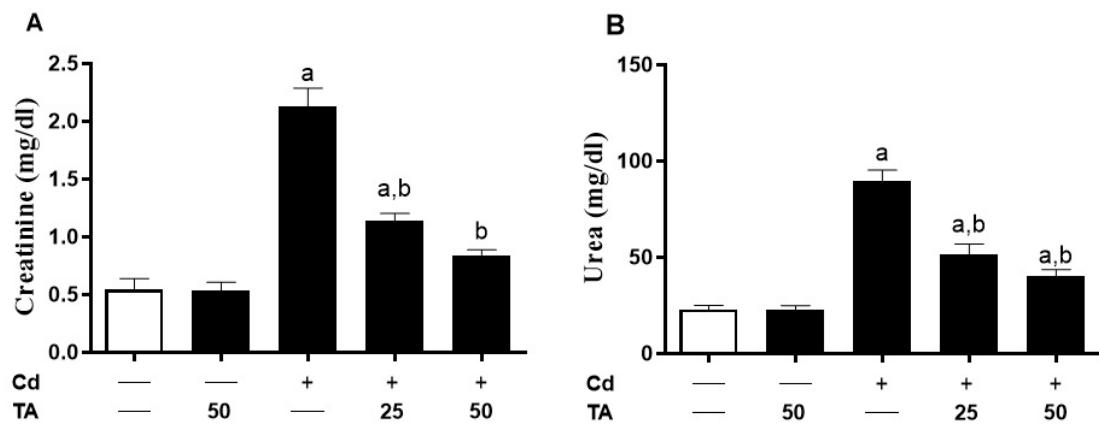 A
Creatinine (mg/dl)
2.5
2.0
1.5
1.0
0.5
0.0
a
a,b
b
Cd — — + + +
TA — 50 — 25 50
B
Urea (mg/dl)
150
100
50
0
a
a,b
a,b
Cd — — + + +
TA — 50 — 25 50